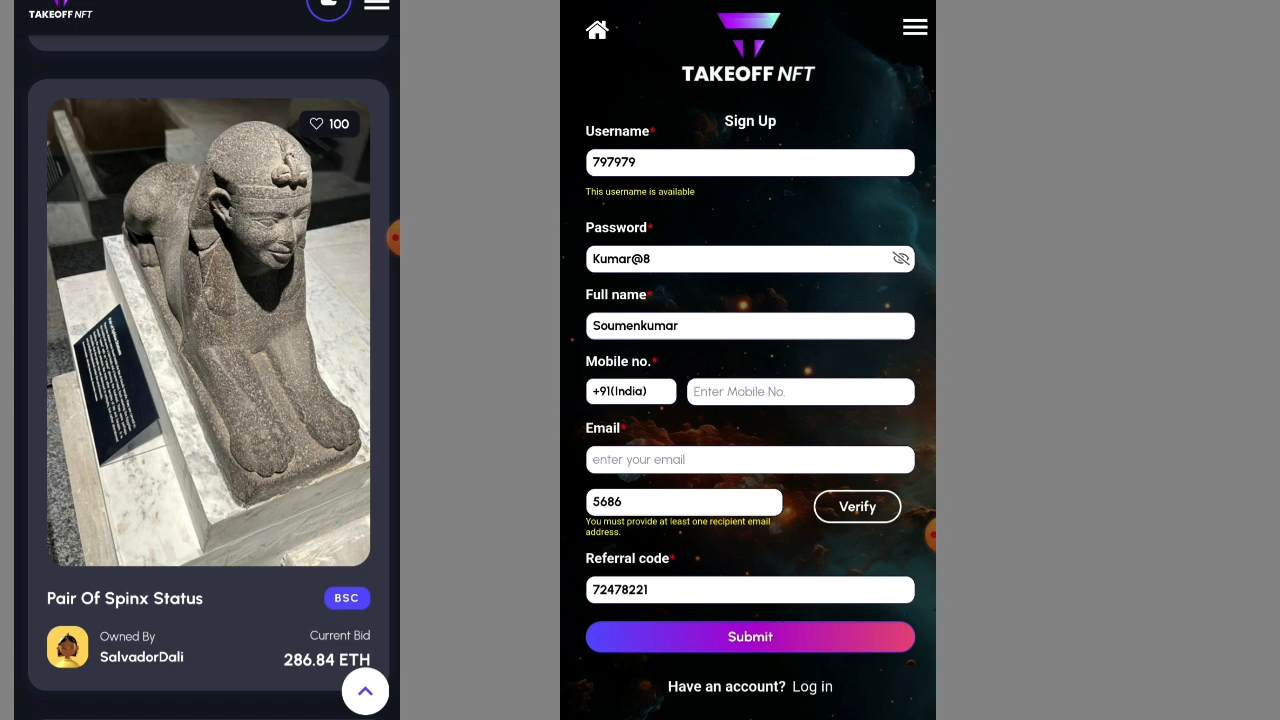 TAKEOFF NFT
100
Pair Of Spinx Status
BSC
Owned By
SalvadorDali
Current Bid
286.84 ETH
TAKEOFF NFT
Sign Up
Username*
797979
This username is available
Password*
Kumar@8
Full name*
Soumenkumar
Mobile no.*
+91(India)
Enter Mobile No.
Email*
enter your email
5686
Verify
You must provide at least one recipient email
address.
Referral code*
72478221
Submit
Have an account? Log in